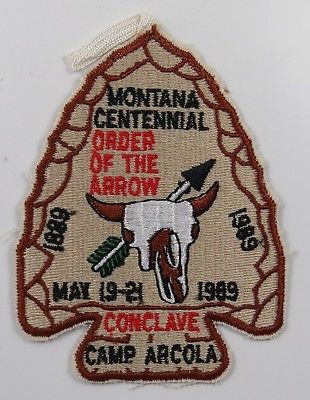 MONTANA
CENTENNIAL
ORDER
OF THE
ARROW
1889 1989
MAY 19-21 1989
CONCLAVE
CAMP ARCOLA